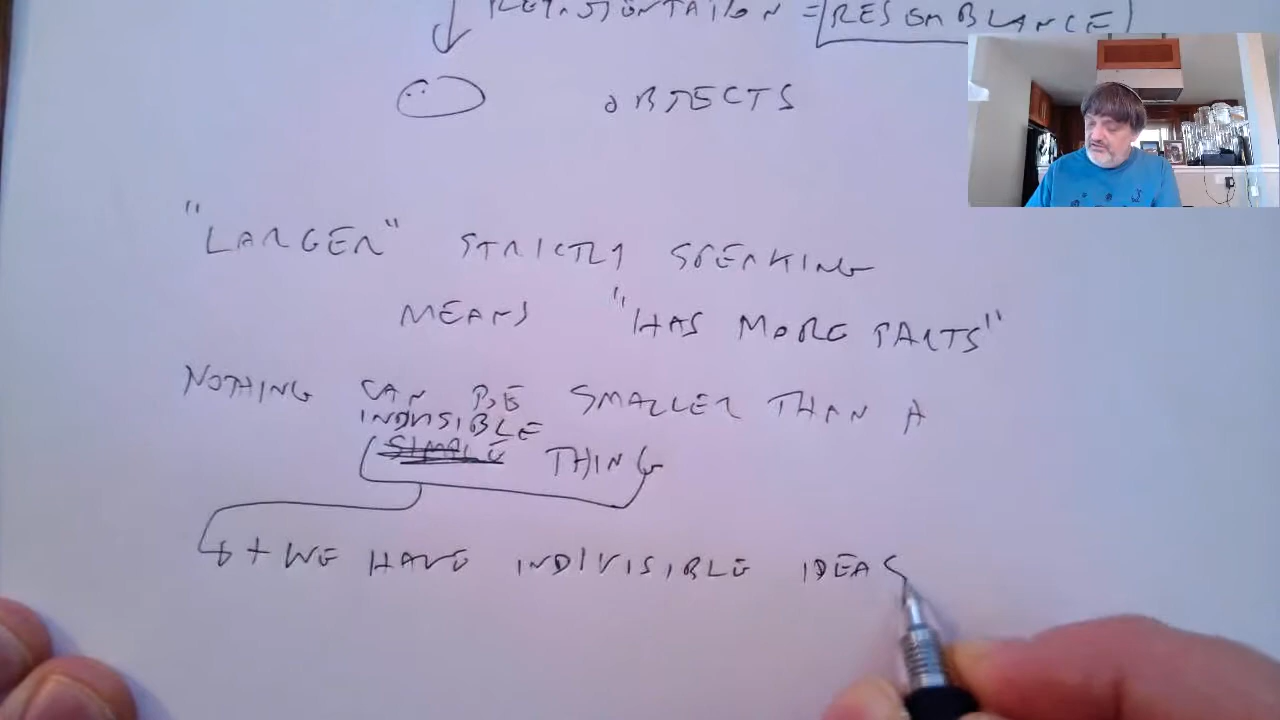 REPRESENTATION = RESEMBLANCE
OBJECTS
"LARGER" STRICTLY SPEAKING
MEANS "HAS MORE PARTS"
NOTHING CAN BE SMALLER THAN A
INDIVISIBLE
SIMPLE THING
+ WE HAVE INDIVISIBLE IDEAS